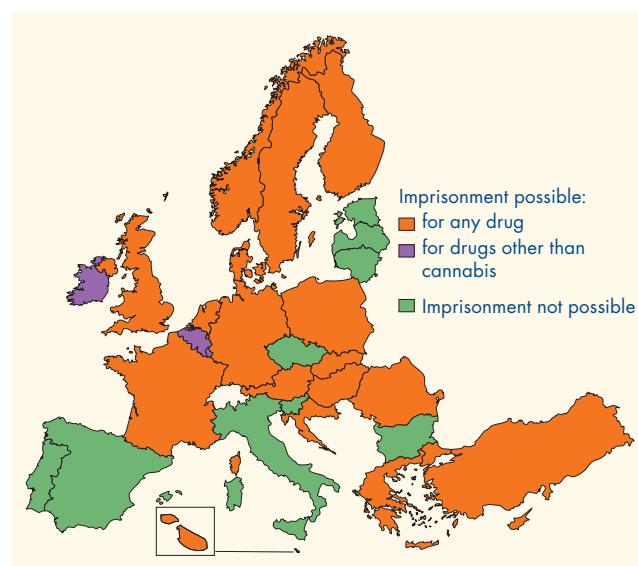 Imprisonment possible:
for any drug
for drugs other than
cannabis
Imprisonment not possible